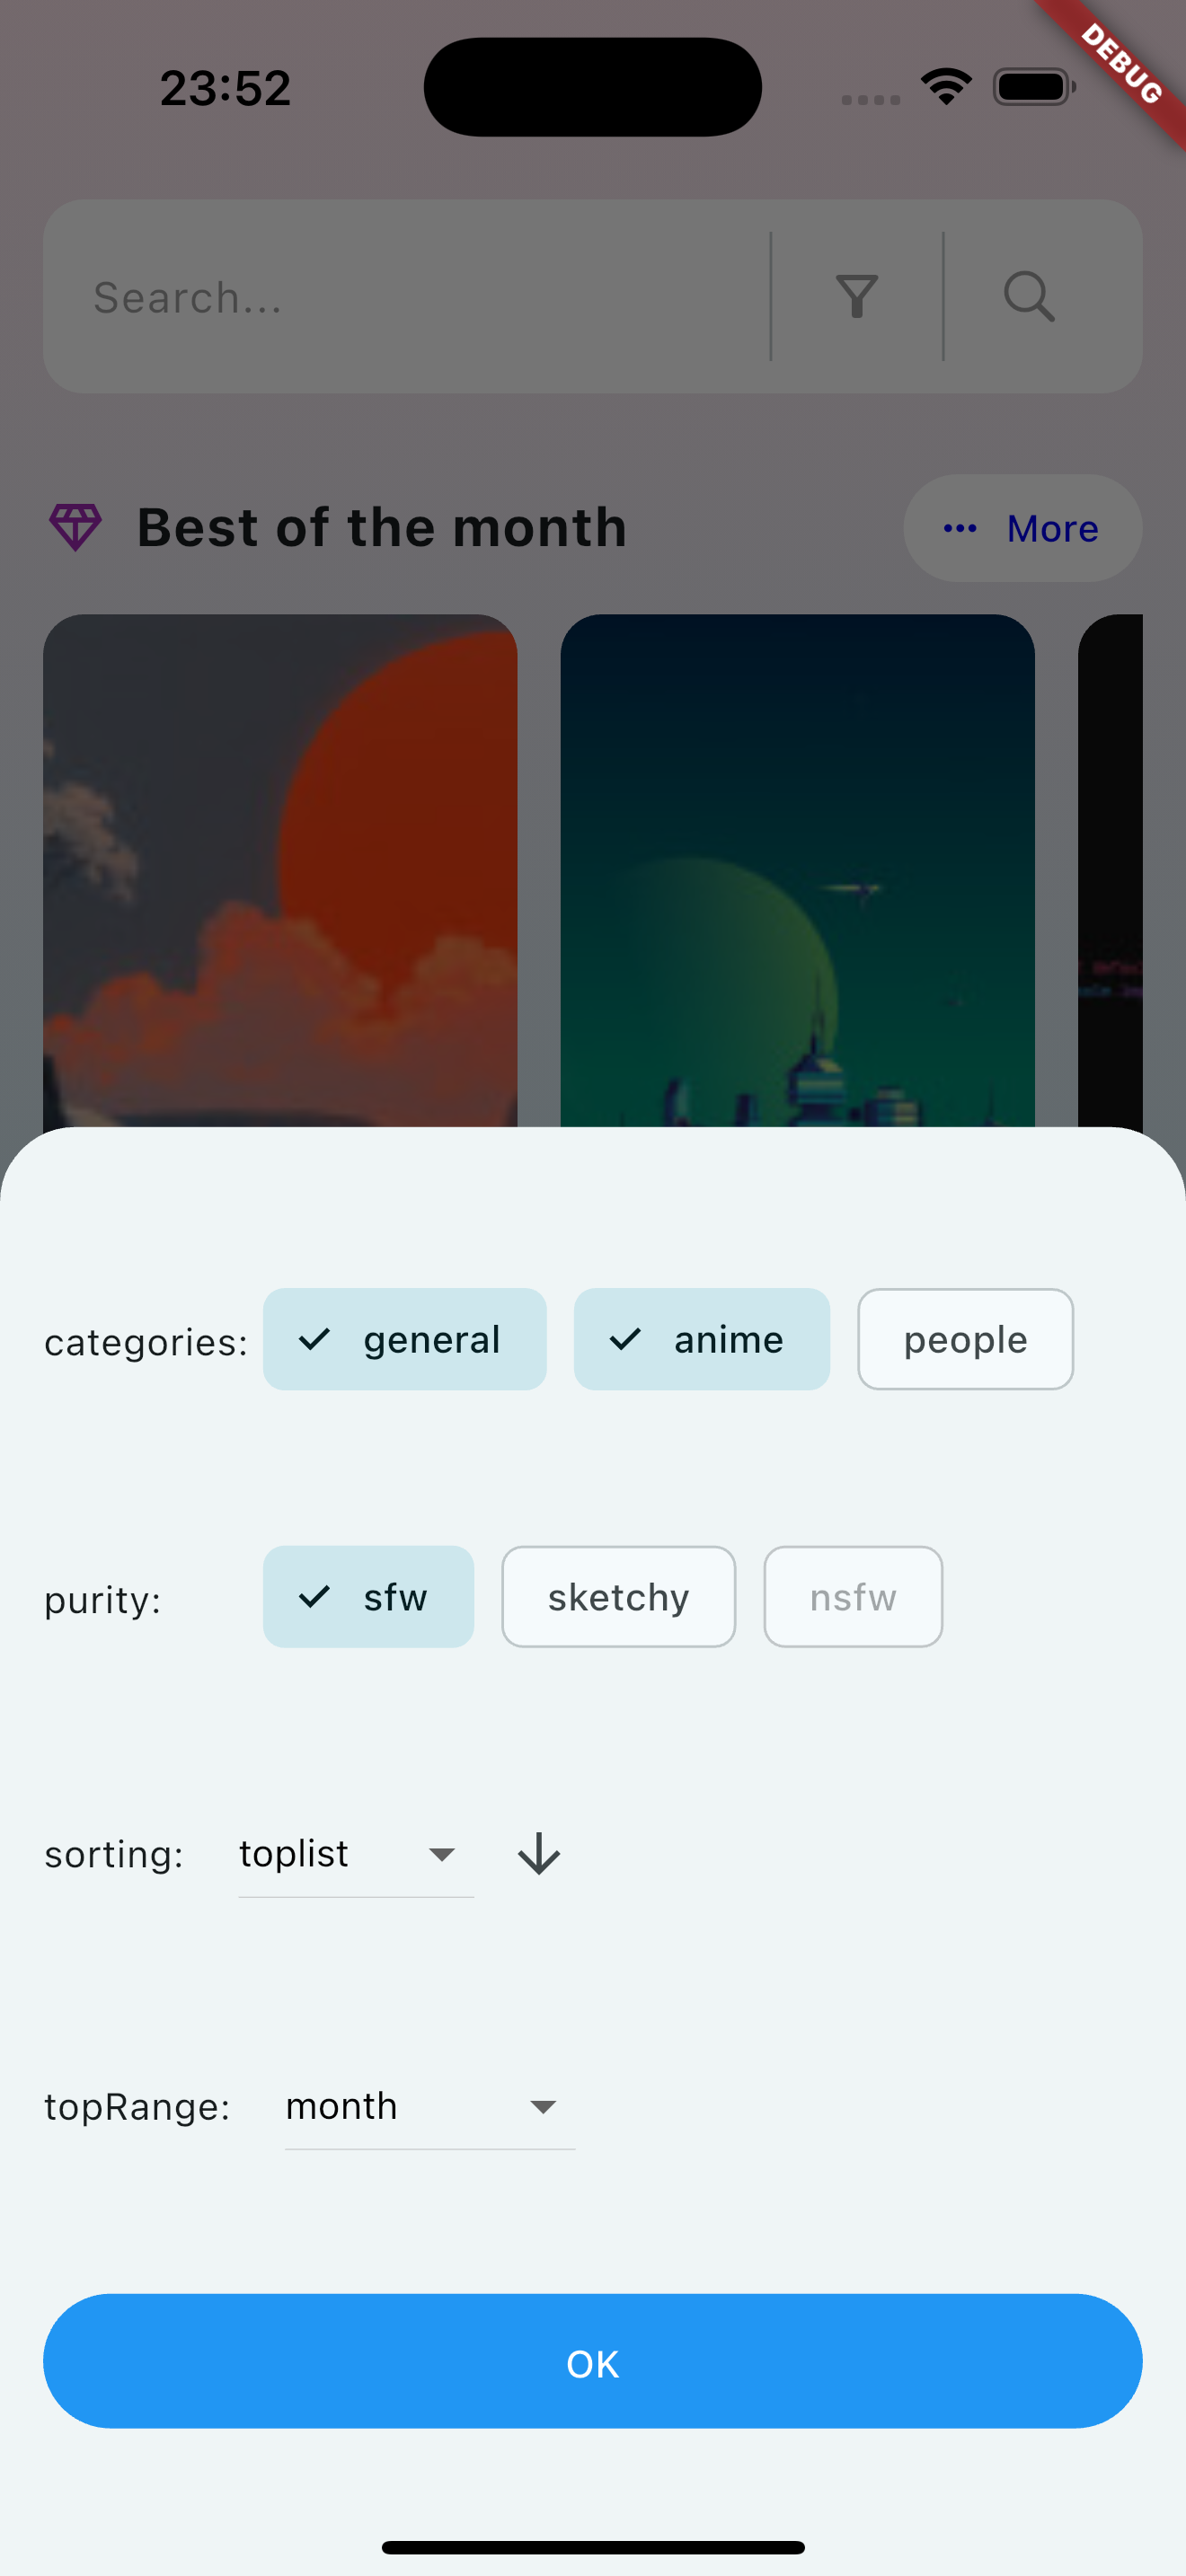 23:52
DEBUG
Search...
Best of the month
••• More
categories: general anime people
purity: sfw sketchy nsfw
sorting: toplist
topRange: month
OK